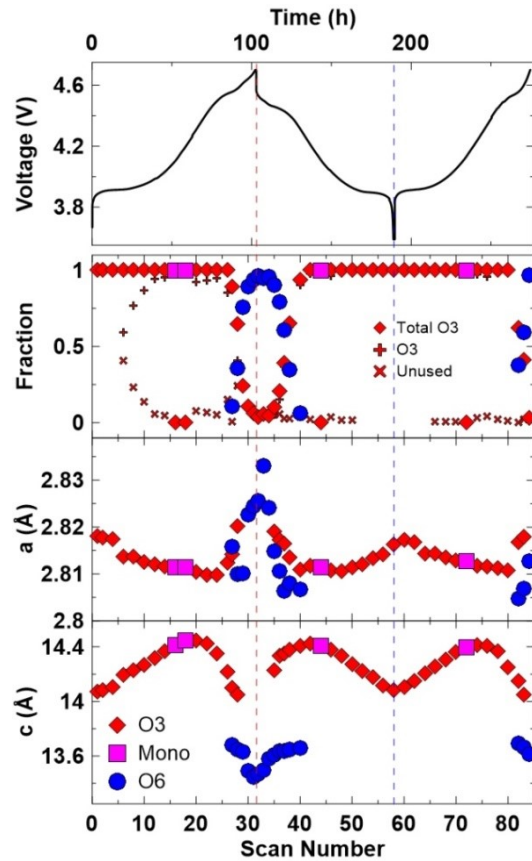 Time (h)
0 100 200
Voltage (V)
4.6
4.2
3.8
Fraction
1
0.5
0
Total O3
O3
Unused
a (Å)
2.83
2.82
2.81
2.8
c (Å)
14.4
14
13.6
O3
Mono
O6
0 10 20 30 40 50 60 70 80
Scan Number